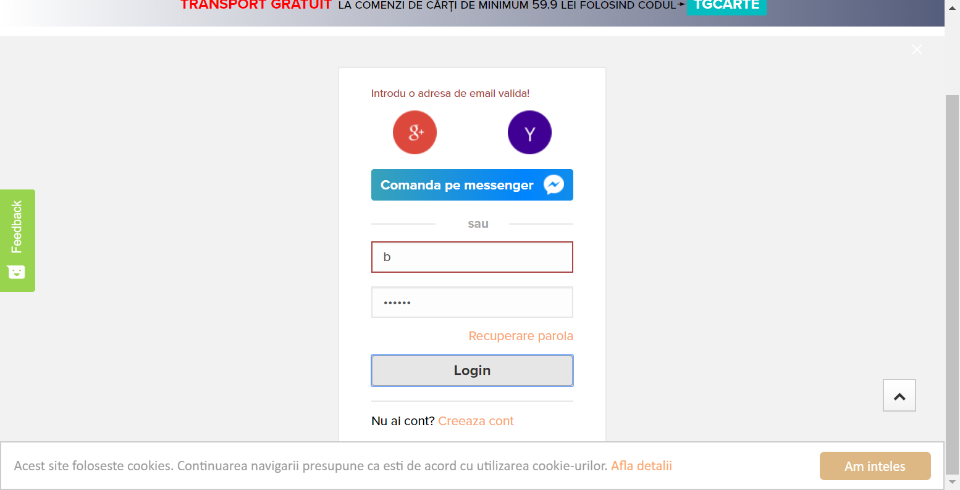 TRANSPORT GRATUIT LA COMENZI DE CĂRȚI DE MINIMUM 59.9 LEI FOLOSIND CODUL TGCARTE
Introdu o adresa de email valida!
g+ Y
Comanda pe messenger
sau
b
••••••
Recuperare parola
Login
Nu ai cont? Creeaza cont
Feedback
Acest site foloseste cookies. Continuarea navigarii presupune ca esti de acord cu utilizarea cookie-urilor. Afla detalii
Am inteles